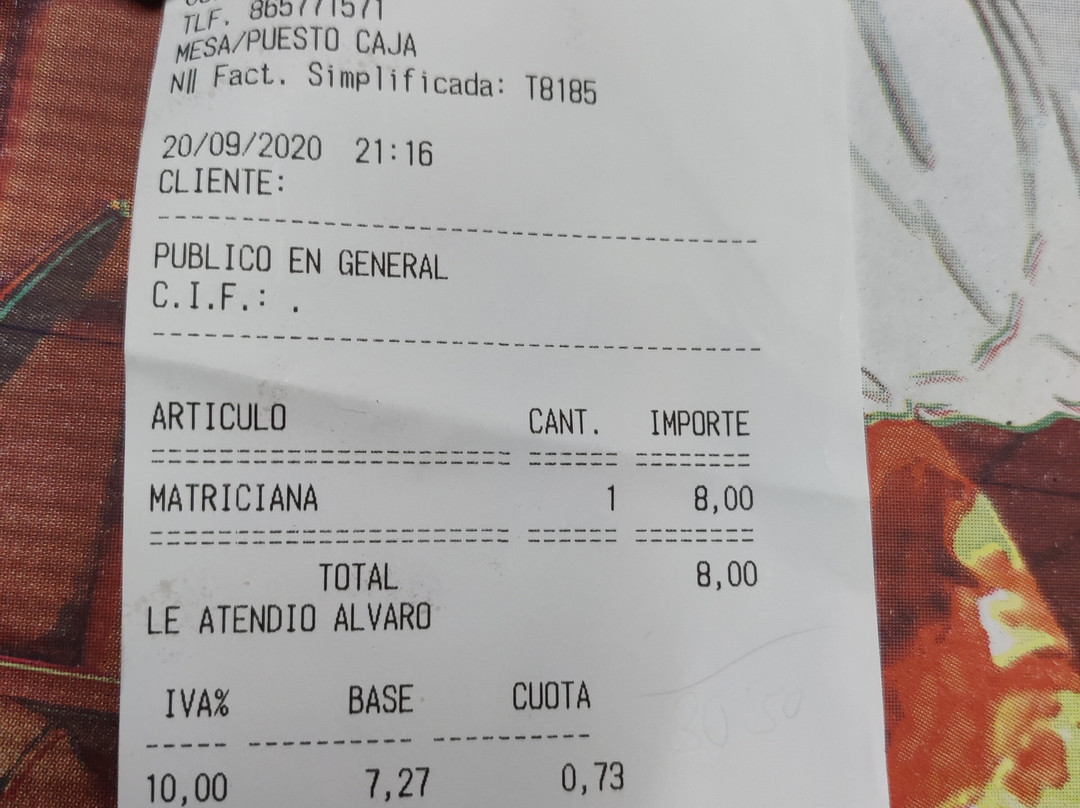 TLF. 865771571
MESA/PUESTO CAJA
Nll Fact. Simplificada: T8185
20/09/2020 21:16
CLIENTE:
PUBLICO EN GENERAL
C.I.F.: .
ARTICULO CANT. IMPORTE
MATRICIANA 1 8,00
TOTAL 8,00
LE ATENDIO ALVARO
IVA% BASE CUOTA
10,00 7,27 0,73